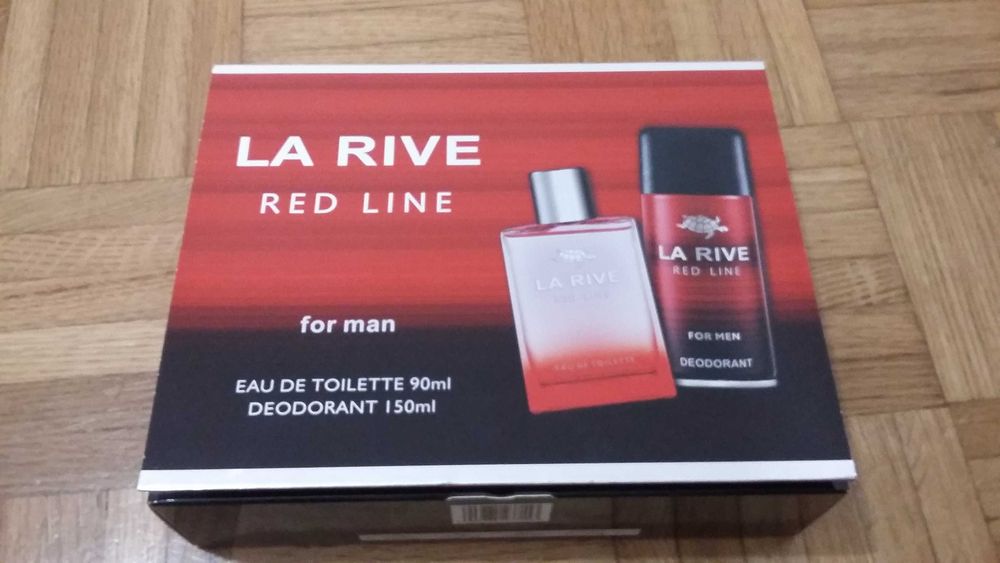 LA RIVE
RED LINE
for man
EAU DE TOILETTE 90ml
DEODORANT 150ml
LA RIVE
RED LINE
EAU DE TOILETTE
LA RIVE
RED LINE
FOR MEN
DEODORANT